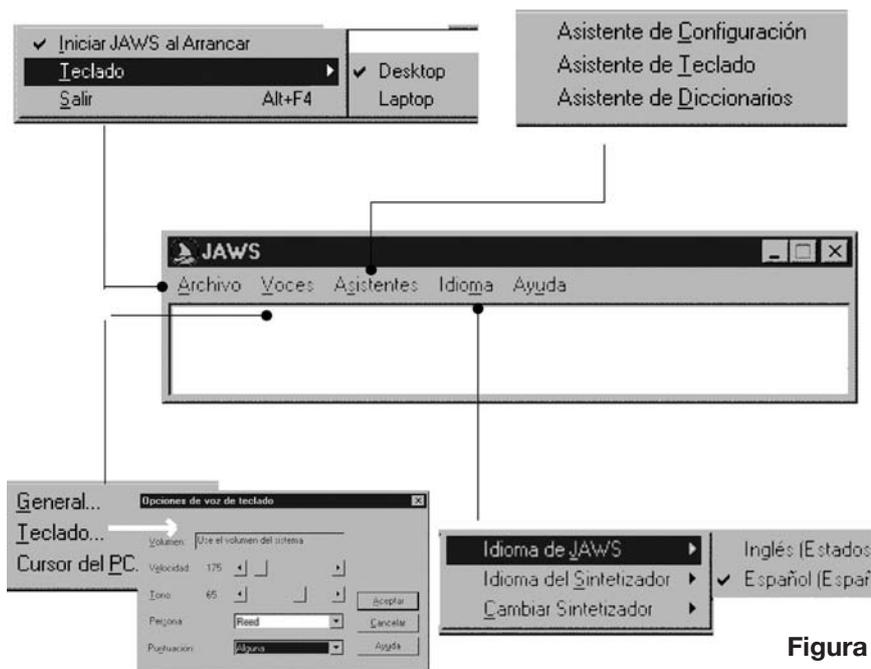 ✔ Iniciar JAWS al Arrancar
Teclado
Salir Alt+F4
✔ Desktop
Laptop
Asistente de Configuración
Asistente de Teclado
Asistente de Diccionarios
JAWS
Archivo Voces Asistentes Idioma Ayuda
General...
Teclado...
Cursor del PC.
Opciones de voz de teclado
Volumen: Use el volumen del sistema
Velocidad 175
Tono 65
Persona Reed
Puntuación Alguna
Aceptar
Cancelar
Ayuda
Idioma de JAWS
Idioma del Sintetizador
Cambiar Sintetizador
Inglés (Estados
✔ Español (Españ
Figura